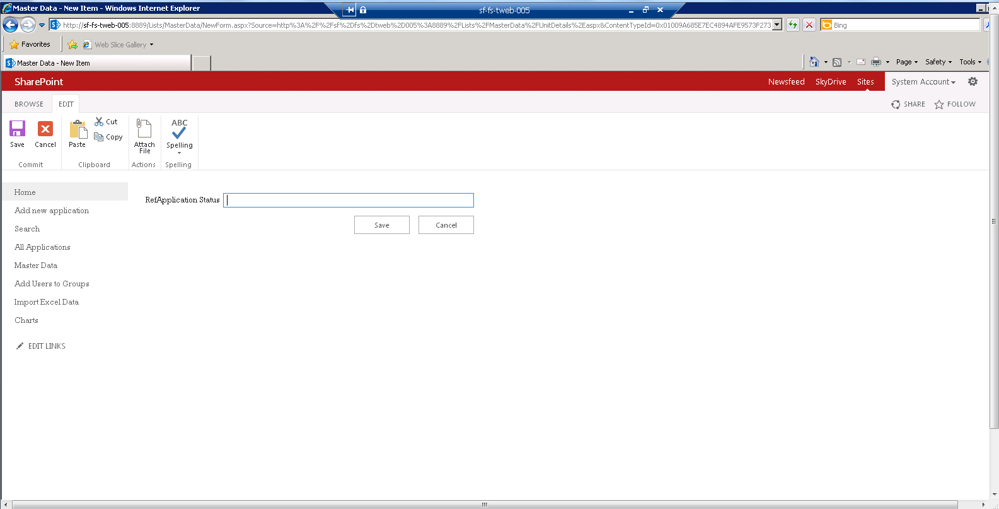 Master Data - New Item - Windows Internet Explorer
sf-fs-tweb-005
http://sf-fs-tweb-005:8889/Lists/MasterData/NewForm.aspx?Source=http%3A%2F%2Fsf%2Dfs%2Dtweb%2D005%3A8889%2FLists%2FMasterData%2FUnitDetails%2Easpx&ContentTypeId=0x01009A685E7EC4894AFE9573F273
Bing
Favorites
Web Slice Gallery
Master Data - New Item
Page
Safety
Tools
SharePoint
Newsfeed
SkyDrive
Sites
System Account
BROWSE
EDIT
SHARE
FOLLOW
Save
Cancel
Paste
Cut
Copy
Attach
File
ABC
Spelling
Commit
Clipboard
Actions
Spelling
Home
Add new application
Search
All Applications
Master Data
Add Users to Groups
Import Excel Data
Charts
EDIT LINKS
RefApplication Status
Save
Cancel